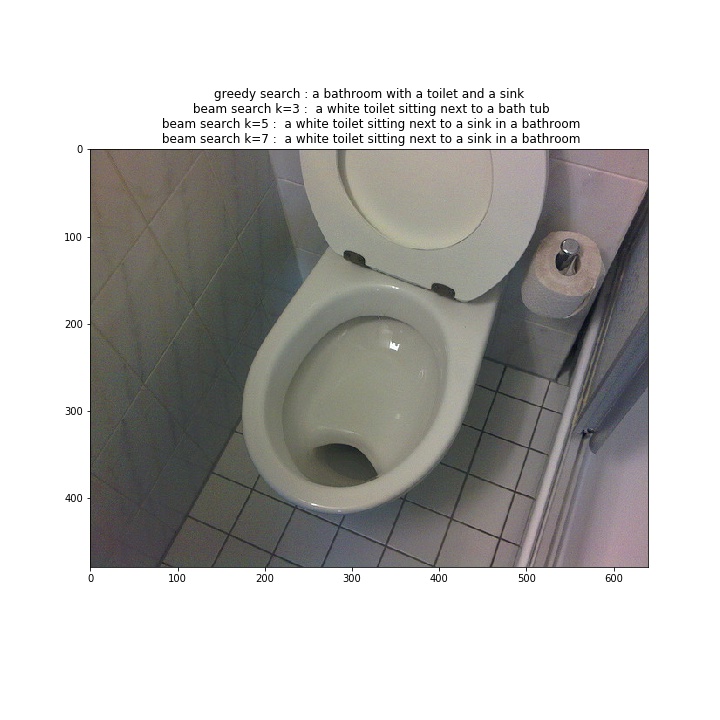 greedy search : a bathroom with a toilet and a sink
beam search k=3 :  a white toilet sitting next to a bath tub
beam search k=5 :  a white toilet sitting next to a sink in a bathroom
beam search k=7 :  a white toilet sitting next to a sink in a bathroom
0
100
200
300
400
0 100 200 300 400 500 600